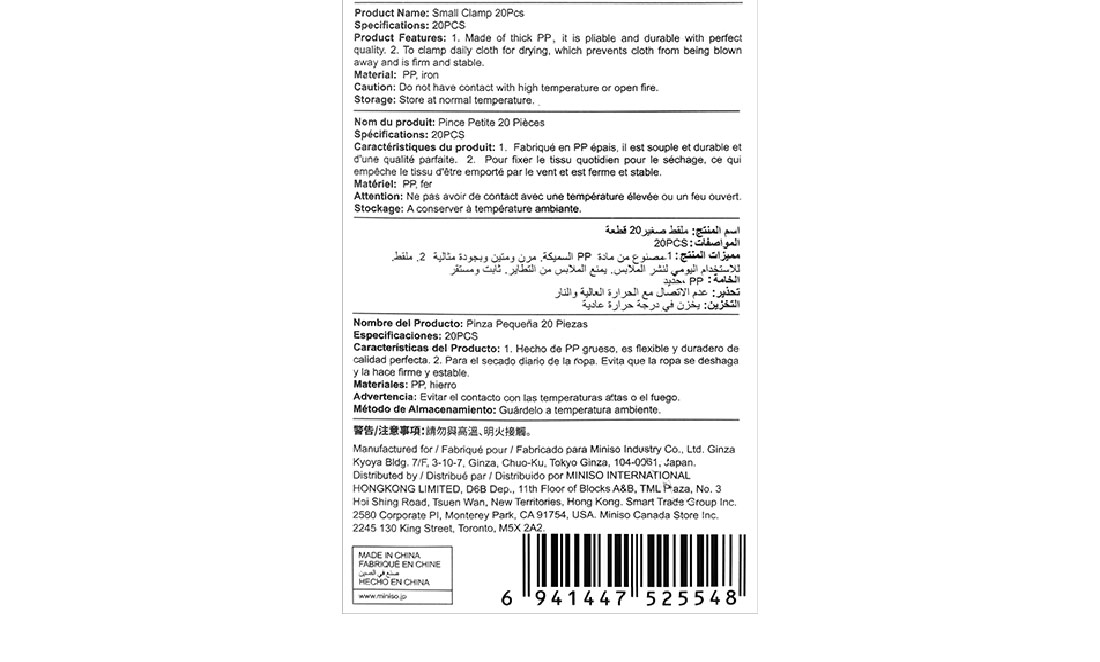 Product Name: Small Clamp 20Pcs
Specifications: 20PCS
Product Features: 1. Made of thick PP, it is pliable and durable with perfect
quality. 2. To clamp daily cloth for drying, which prevents cloth from being blown
away and is firm and stable.
Material: PP, iron
Caution: Do not have contact with high temperature or open fire.
Storage: Store at normal temperature.
Nom du produit: Pince Petite 20 Pièces
Spécifications: 20PCS
Caractéristiques du produit: 1. Fabriqué en PP épais, il est souple et durable et
d'une qualité parfaite. 2. Pour fixer le tissu quotidien pour le séchage, ce qui
empêche le tissu d'être emporté par le vent et est ferme et stable.
Matériel: PP, fer
Attention: Ne pas avoir de contact avec une température élevée ou un feu ouvert.
Stockage: A conserver à température ambiante.
اسم المنتج: ملقط صغير20 قطعة
المواصفات: 20PCS
مميزات المنتج: 1.مصنوع من مادة PP السميكة. مرن ومتين وبجودة مثالية 2. ملقط
للاستخدام اليومي لنشر الملابس. يمنع الملابس من التطاير. ثابت ومستقر
الخامة: PP ،حديد
تحذير: عدم الاتصال مع الحرارة العالية والنار
التخزين: يخزن في درجة حرارة عادية
Nombre del Producto: Pinza Pequeña 20 Piezas
Especificaciones: 20PCS
Características del Producto: 1. Hecho de PP grueso, es flexible y duradero de
calidad perfecta. 2. Para el secado diario de la ropa. Evita que la ropa se deshaga
y la hace firme y estable.
Materiales: PP, hierro
Advertencia: Evitar el contacto con las temperaturas altas o el fuego.
Método de Almacenamiento: Guárdelo a temperatura ambiente.
警告/注意事項:請勿與高溫、明火接觸。
Manufactured for / Fabriqué pour / Fabricado para Miniso Industry Co., Ltd. Ginza
Kyoya Bldg. 7/F, 3-10-7, Ginza, Chuo-Ku, Tokyo Ginza, 104-0061, Japan.
Distributed by / Distribué par / Distribuido por MINISO INTERNATIONAL
HONGKONG LIMITED, D6B Dep., 11th Floor of Blocks A&B, TML Plaza, No. 3
Hoi Shing Road, Tsuen Wan, New Territories, Hong Kong. Smart Trade Group Inc.
2580 Corporate Pl, Monterey Park, CA 91754, USA. Miniso Canada Store Inc.
2245 130 King Street, Toronto, M5X 2A2.
MADE IN CHINA
FABRIQUÉ EN CHINE
صنع في الصين
HECHO EN CHINA
www.miniso.jp
6 941447 525548